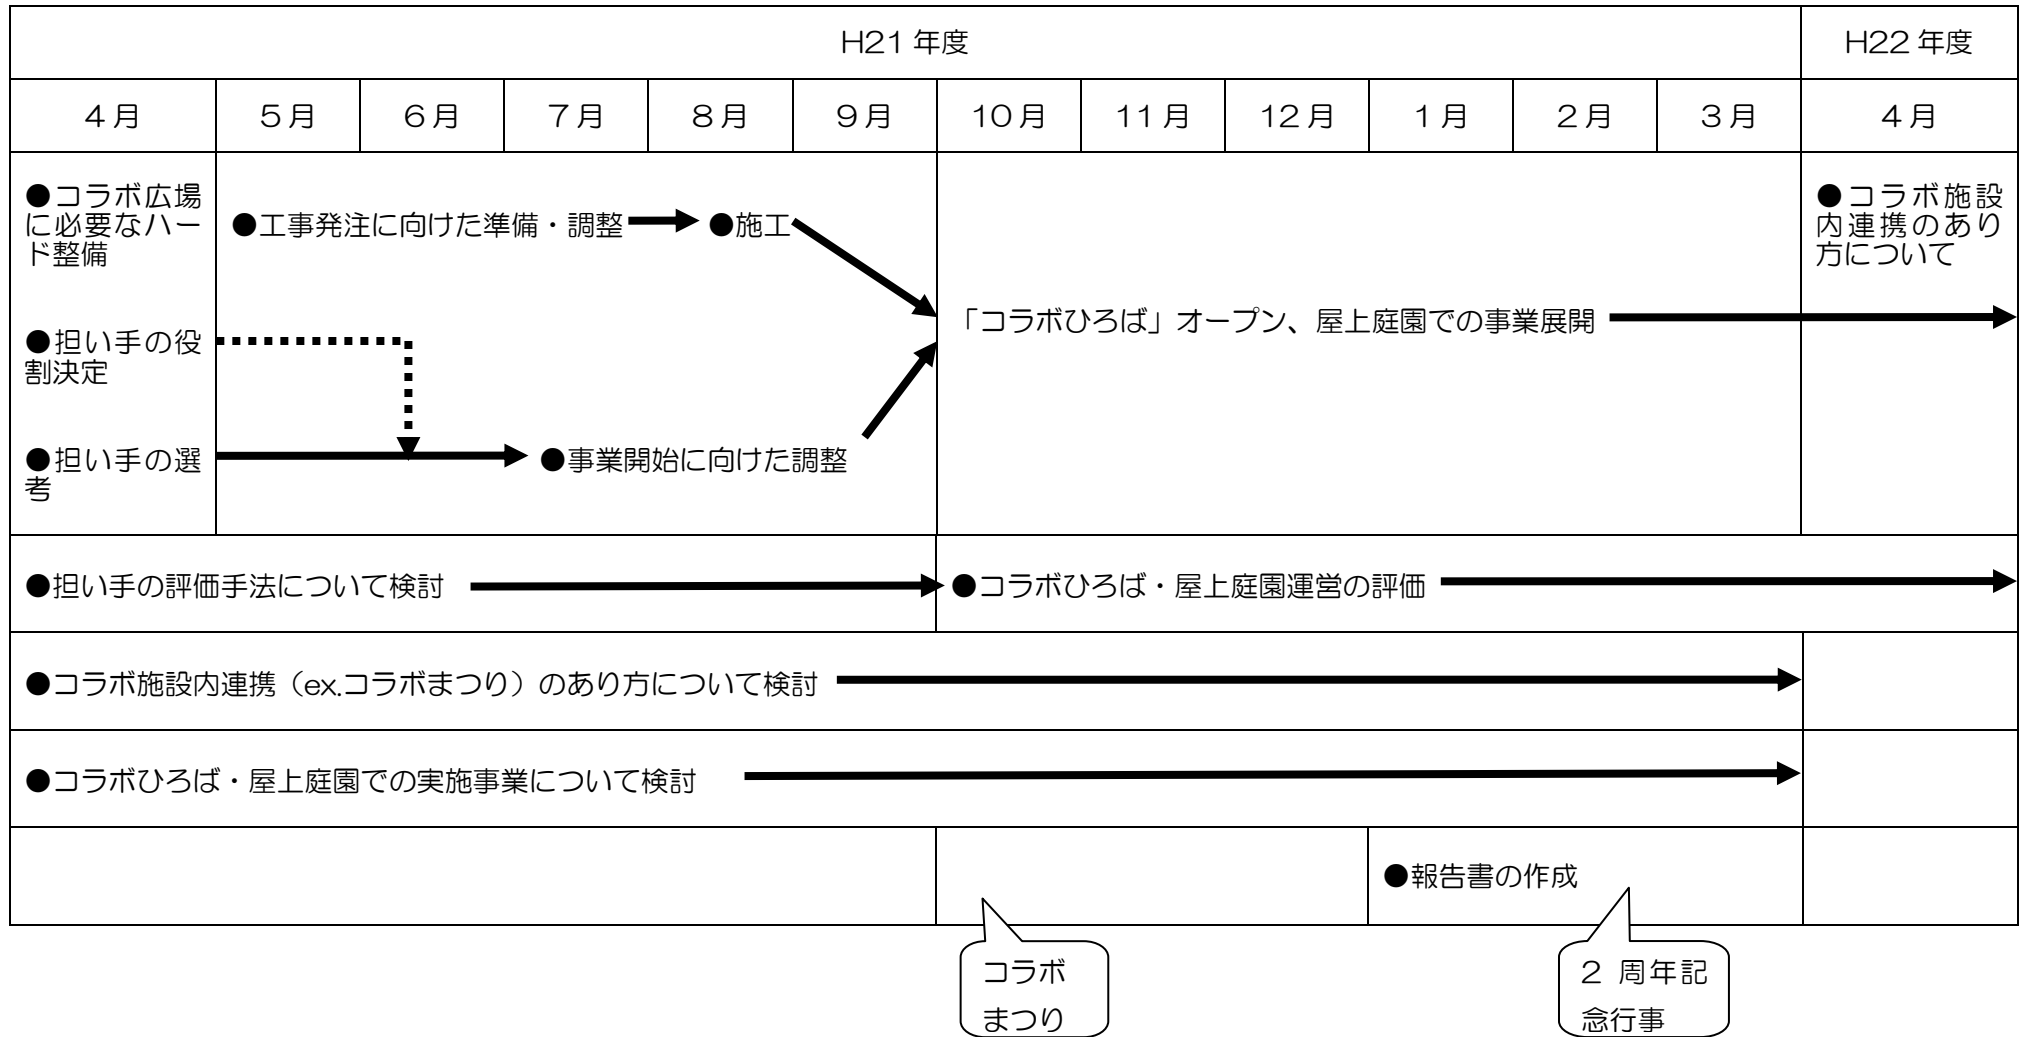 H21年度
H22年度
4月
5月
6月
7月
8月
9月
10月
11月
12月
1月
2月
3月
4月
●コラボ広場
に必要なハー
ド整備
●担い手の役
割決定
●担い手の選
考
●工事発注に向けた準備・調整
●施工
●事業開始に向けた調整
「コラボひろば」オープン、屋上庭園での事業展開
●コラボ施設
内連携のあり
方について
●担い手の評価手法について検討
●コラボひろば・屋上庭園運営の評価
●コラボ施設内連携（ex.コラボまつり）のあり方について検討
●コラボひろば・屋上庭園での実施事業について検討
●報告書の作成
コラボ
まつり
2 周年記
念行事